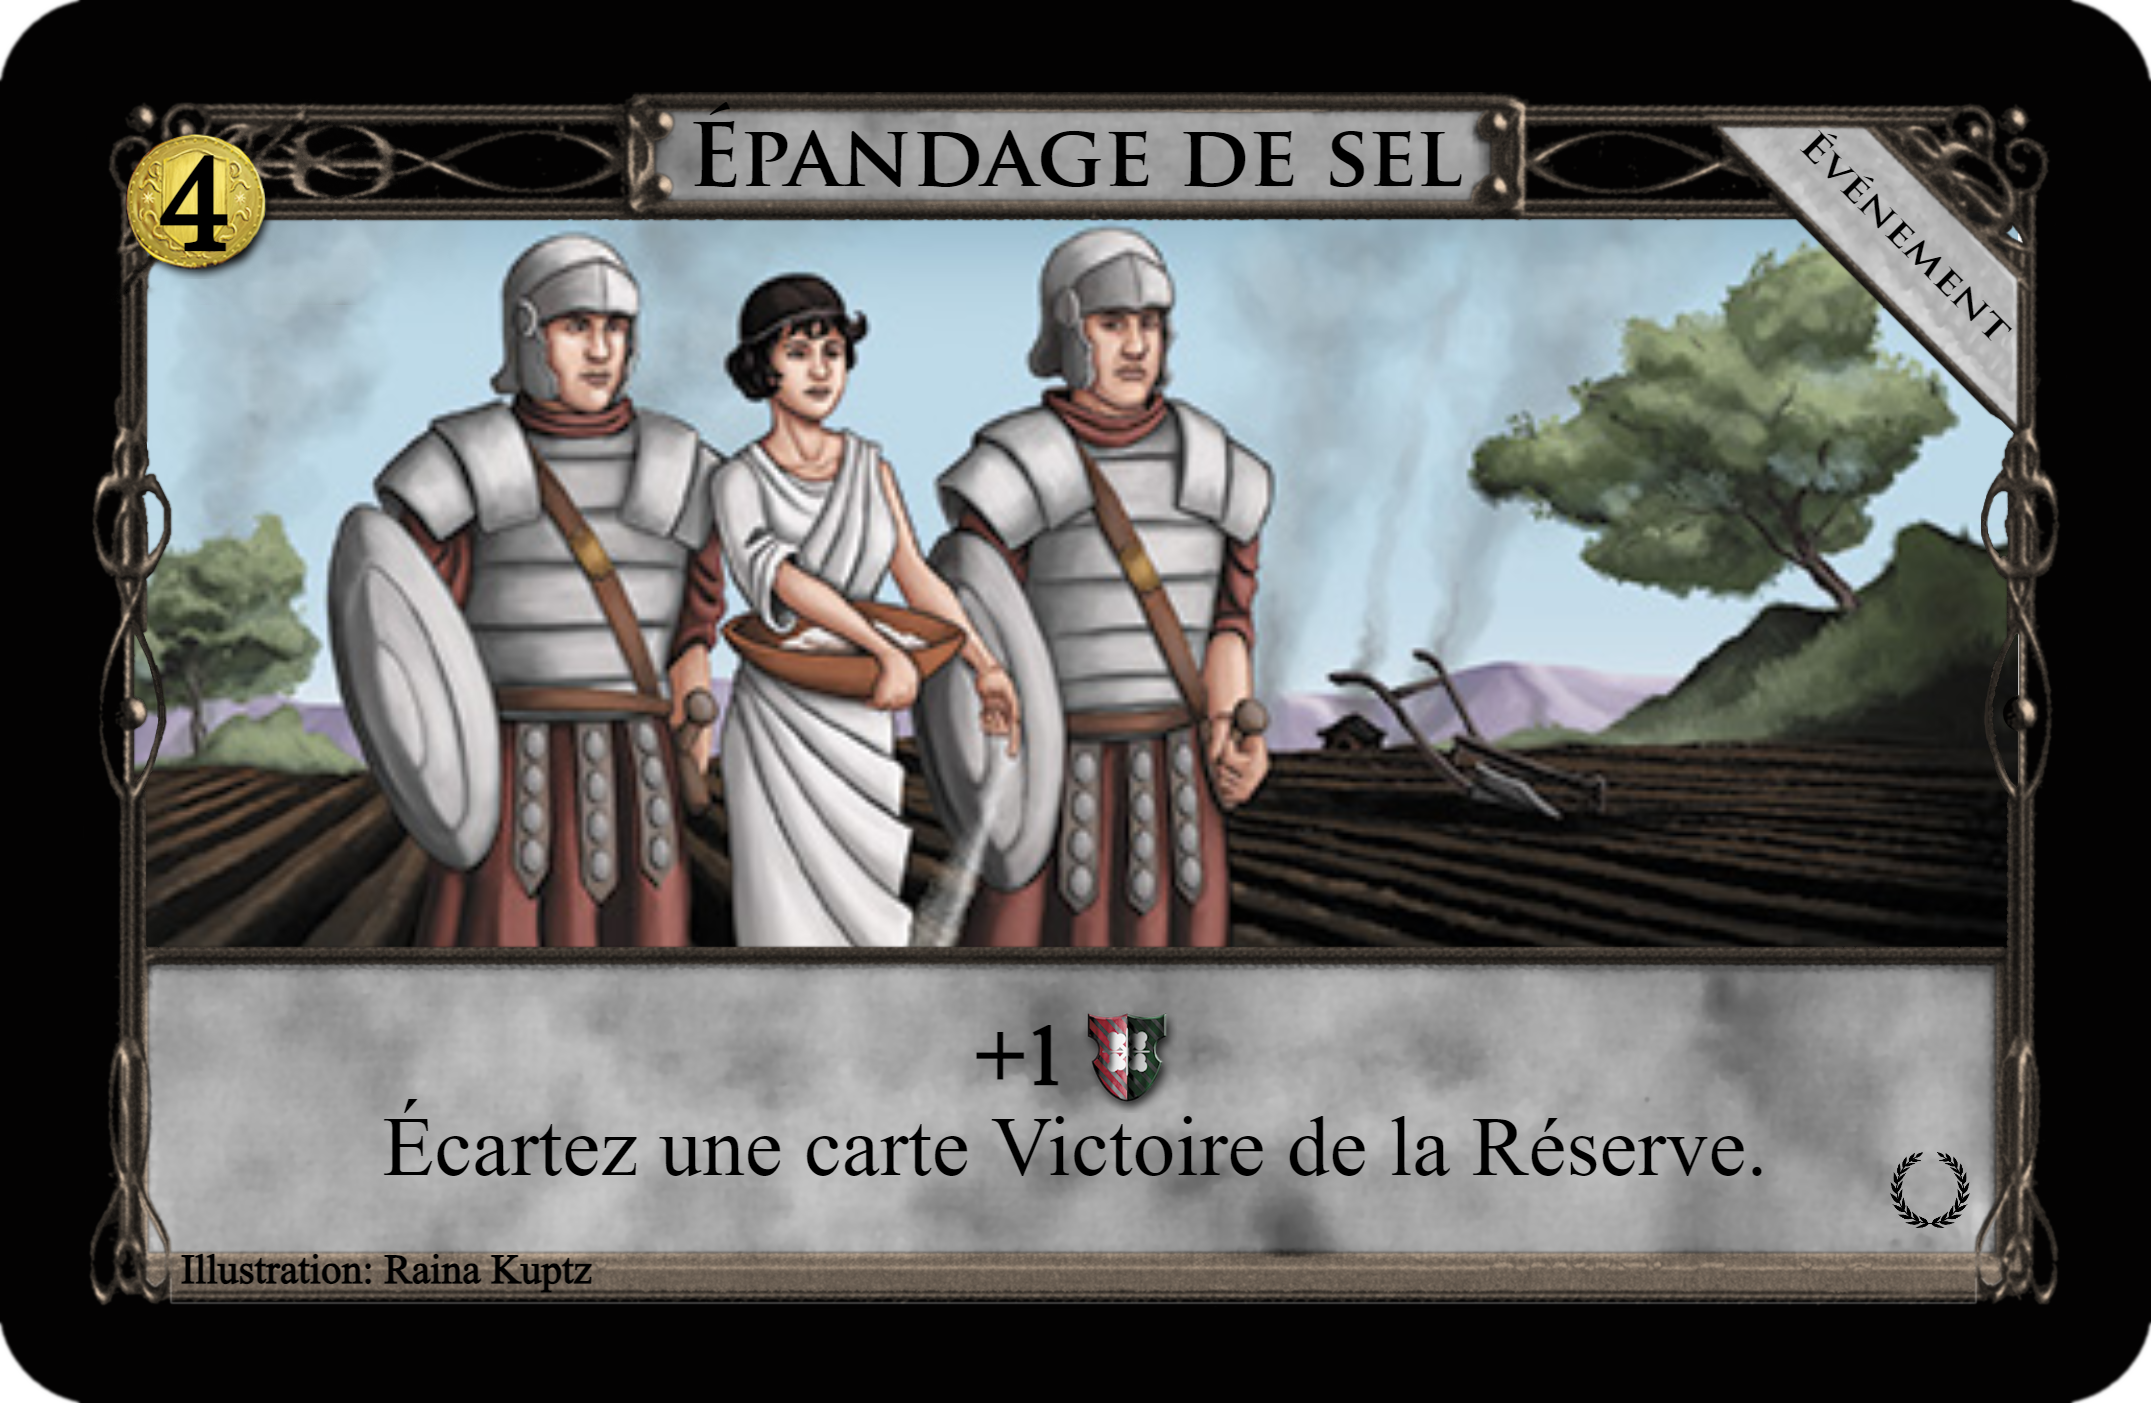 Épandage de sel
4
Événement
+1
Écartez une carte Victoire de la Réserve.
Illustration: Raina Kuptz